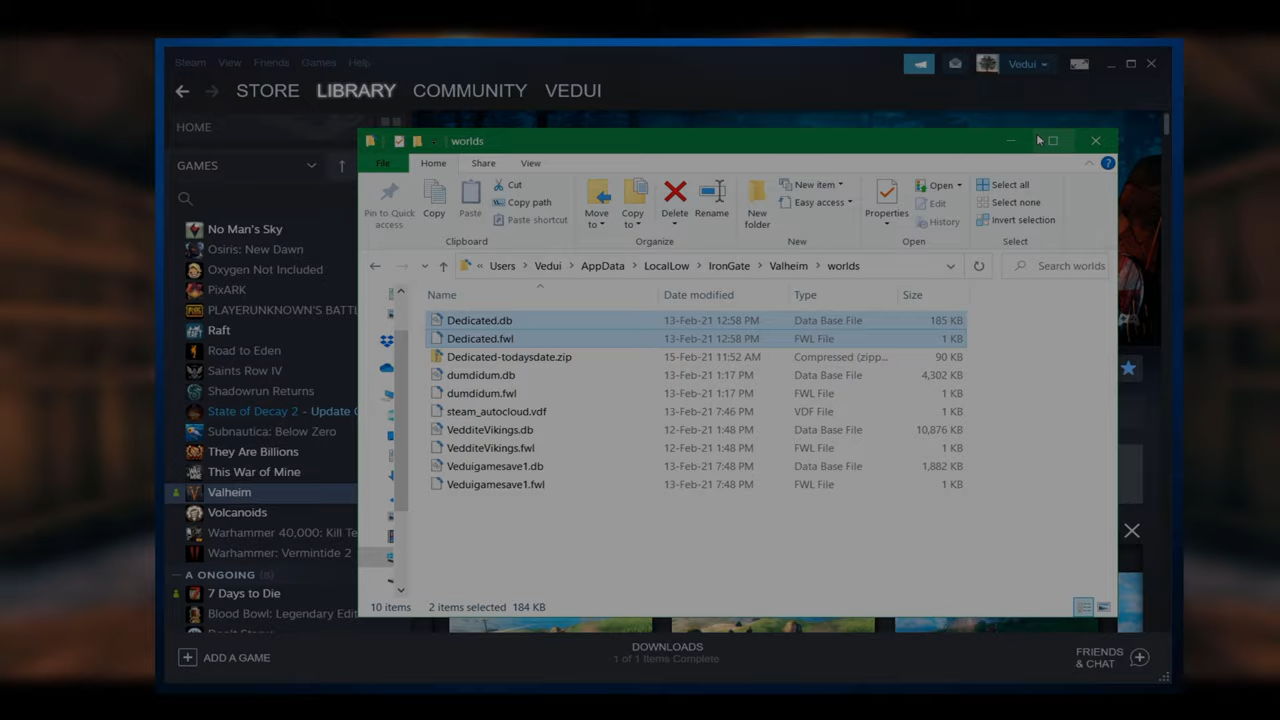 Steam View Friends Games Help
Vedui
STORE LIBRARY COMMUNITY VEDUI
HOME
GAMES
No Man's Sky
Osiris: New Dawn
Oxygen Not Included
PixARK
PLAYERUNKNOWN'S BATTL
Raft
Road to Eden
Saints Row IV
Shadowrun Returns
State of Decay 2 - Update
Subnautica: Below Zero
They Are Billions
This War of Mine
Valheim
Volcanoids
Warhammer 40,000: Kill Te
Warhammer: Vermintide 2
A ONGOING (8)
7 Days to Die
Blood Bowl: Legendary Edit
ADD A GAME
worlds
File Home Share View
Pin to Quick access
Copy
Paste
Cut
Copy path
Paste shortcut
Clipboard
Move to
Copy to
Delete
Rename
Organize
New folder
New item
Easy access
New
Properties
Open
Edit
History
Open
Select all
Select none
Invert selection
Select
« Users > Vedui > AppData > LocalLow > IronGate > Valheim > worlds
Search worlds
Name Date modified Type Size
Dedicated.db 13-Feb-21 12:58 PM Data Base File 185 KB
Dedicated.fwl 13-Feb-21 12:58 PM FWL File 1 KB
Dedicated-todaysdate.zip 15-Feb-21 11:52 AM Compressed (zipp... 90 KB
dumdidum.db 13-Feb-21 1:17 PM Data Base File 4,302 KB
dumdidum.fwl 13-Feb-21 1:17 PM FWL File 1 KB
steam_autocloud.vdf 13-Feb-21 7:46 PM VDF File 1 KB
VedditeVikings.db 12-Feb-21 1:48 PM Data Base File 10,876 KB
VedditeVikings.fwl 12-Feb-21 1:48 PM FWL File 1 KB
Veduigamesave1.db 13-Feb-21 7:48 PM Data Base File 1,882 KB
Veduigamesave1.fwl 13-Feb-21 7:48 PM FWL File 1 KB
10 items 2 items selected 184 KB
DOWNLOADS
1 of 1 Items Complete
FRIENDS
& CHAT